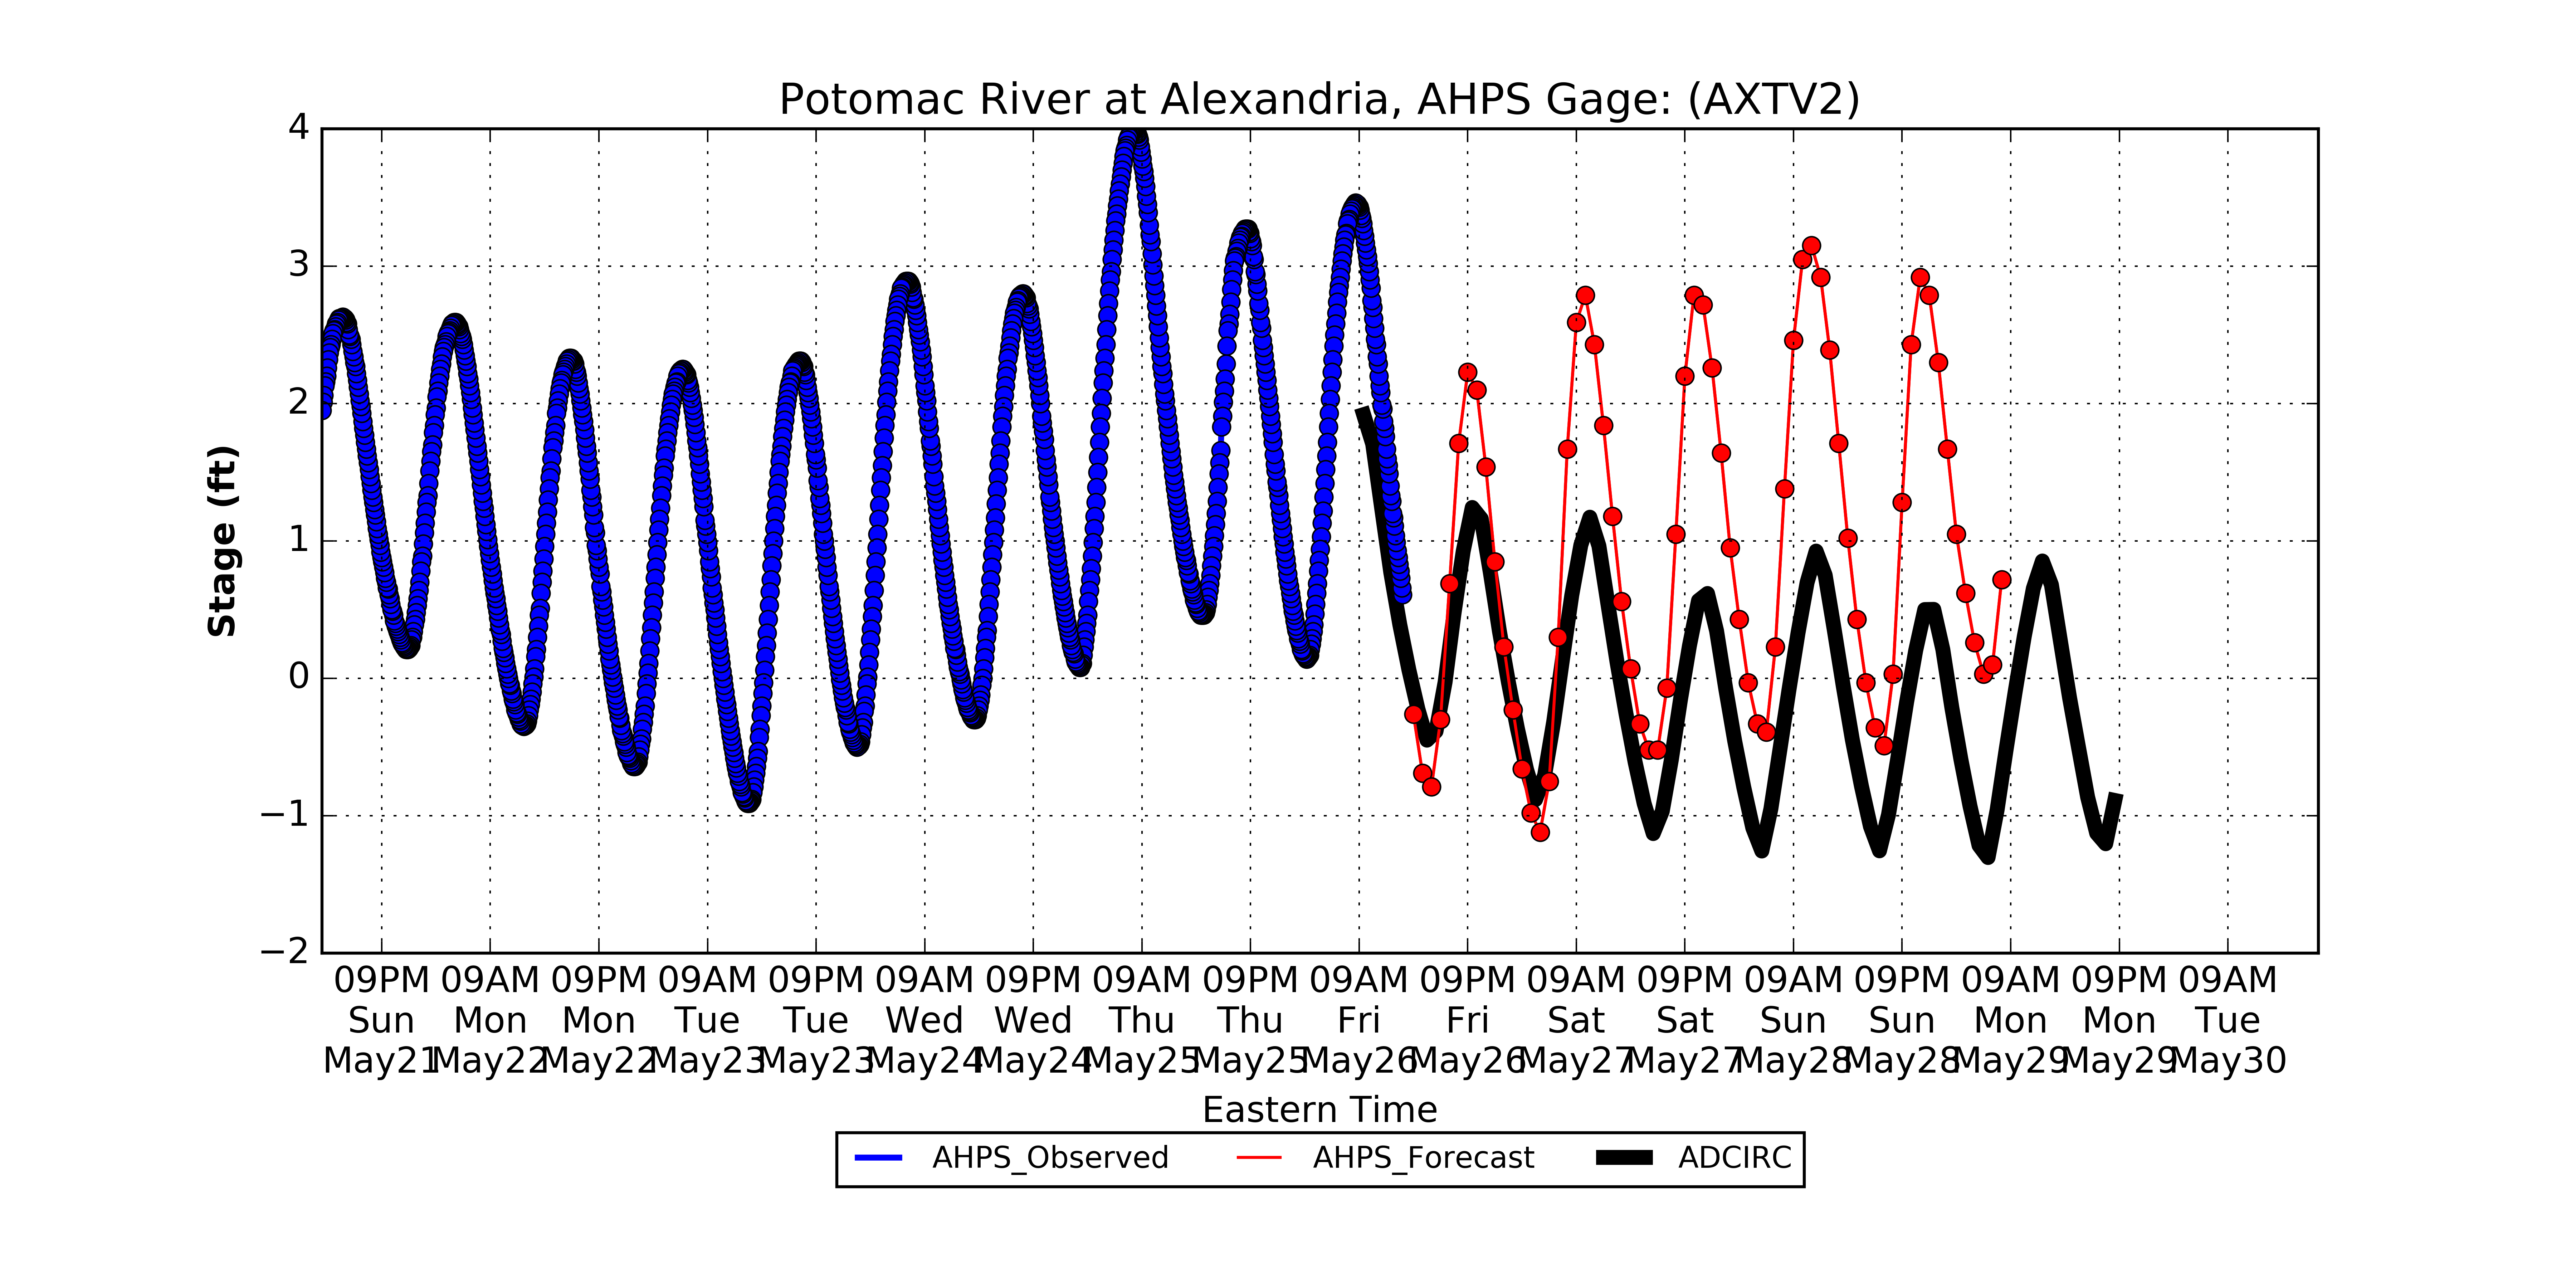 Potomac River at Alexandria, AHPS Gage: (AXTV2)
4
3
2
1
0
−1
−2
Stage (ft)
09PM 09AM 09PM 09AM 09PM 09AM 09PM 09AM 09PM 09AM 09PM 09AM 09PM 09AM 09PM 09AM 09PM 09AM
Sun Mon Mon Tue Tue Wed Wed Thu Thu Fri Fri Sat Sat Sun Sun Mon Mon Tue
May21 May22 May22 May23 May23 May24 May24 May25 May25 May26 May26 May27 May27 May28 May28 May29 May29 May30
Eastern Time
AHPS_Observed AHPS_Forecast ADCIRC